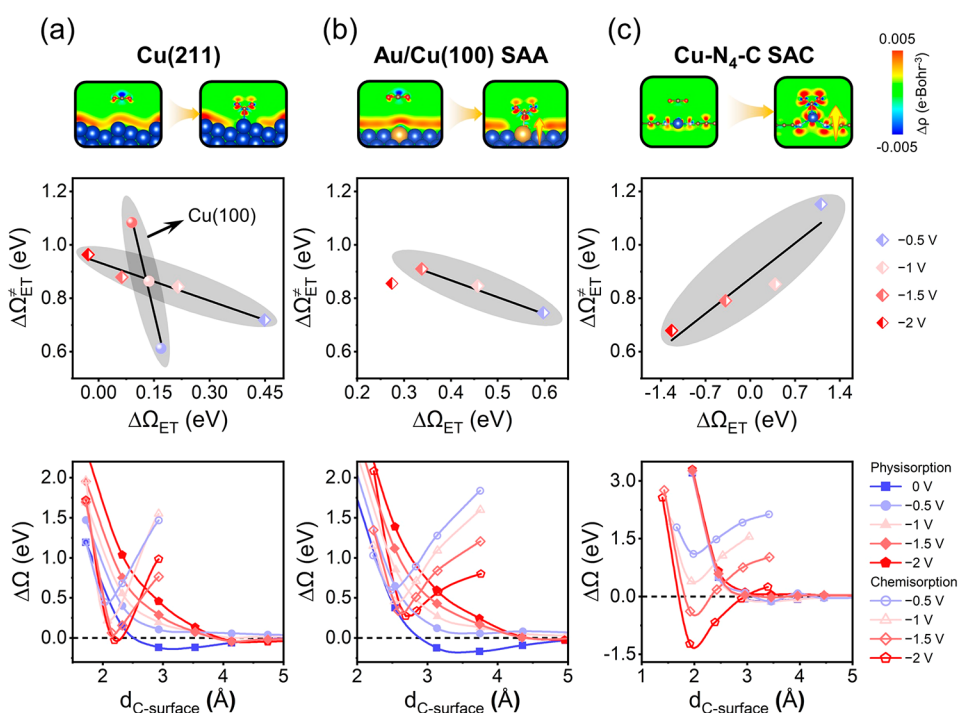 (a)
(b)
(c)
Cu(211)
Au/Cu(100) SAA
Cu-N₄-C SAC
0.005
-0.005
Δρ (e·Bohr⁻³)
1.2
1.0
0.8
0.6
ΔΩ≠ET (eV)
Cu(100)
0.00 0.15 0.30 0.45
ΔΩET (eV)
1.2
1.0
0.8
0.6
ΔΩ≠ET (eV)
0.2 0.3 0.4 0.5 0.6
ΔΩET (eV)
1.2
1.0
0.8
0.6
ΔΩ≠ET (eV)
-1.4 -0.7 0.0 0.7 1.4
ΔΩET (eV)
−0.5 V
−1 V
−1.5 V
−2 V
2.0
1.5
1.0
0.5
0.0
ΔΩ (eV)
2 3 4 5
dC-surface (Å)
2.0
1.5
1.0
0.5
0.0
ΔΩ (eV)
2 3 4 5
dC-surface (Å)
3.0
1.5
0.0
-1.5
ΔΩ (eV)
1 2 3 4 5
dC-surface (Å)
Physisorption
0 V
−0.5 V
−1 V
−1.5 V
−2 V
Chemisorption
−0.5 V
−1 V
−1.5 V
−2 V